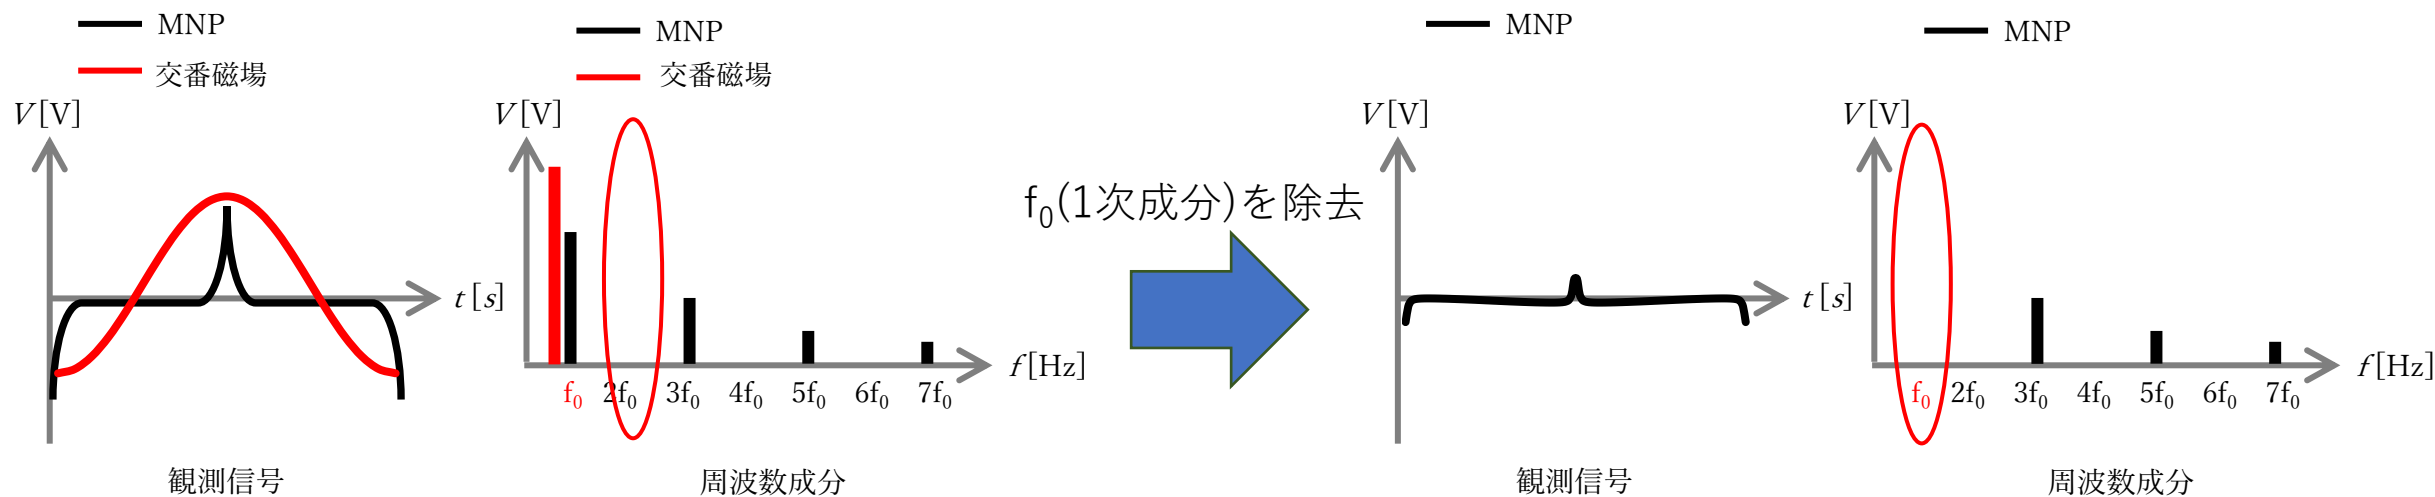 MNP
交番磁場
V[V]
t[s]
観測信号
MNP
交番磁場
V[V]
f[Hz]
f₀ 2f₀ 3f₀ 4f₀ 5f₀ 6f₀ 7f₀
周波数成分
f₀(1次成分)を除去
MNP
V[V]
t[s]
観測信号
MNP
V[V]
f[Hz]
f₀ 2f₀ 3f₀ 4f₀ 5f₀ 6f₀ 7f₀
周波数成分